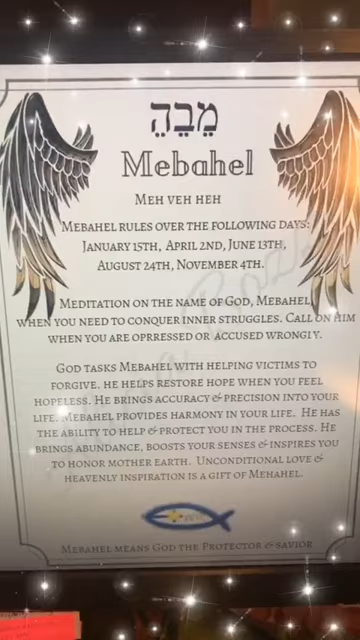 מֵבֵהֵ
Mebahel
Meh veh heh
Mebahel rules over the following days:
January 15th, April 2nd, June 13th,
August 24th, November 4th.
Meditation on the name of God, Mebahel,
when you need to conquer inner struggles. Call on Him
when you are oprressed or accused wrongly.
God tasks Mebahel with helping victims to
forgive. he helps restore hope when you feel
hopeless. He brings accuracy & precision into your
life. Mebahel provides harmony in your life. He has
the ability to help & protect you in the process. He
brings abundance, boosts your senses & inspires you
to honor mother earth. Unconditional love &
heavenly inspiration is a gift of Mehahel.
Mebahel means God the Protector & savior